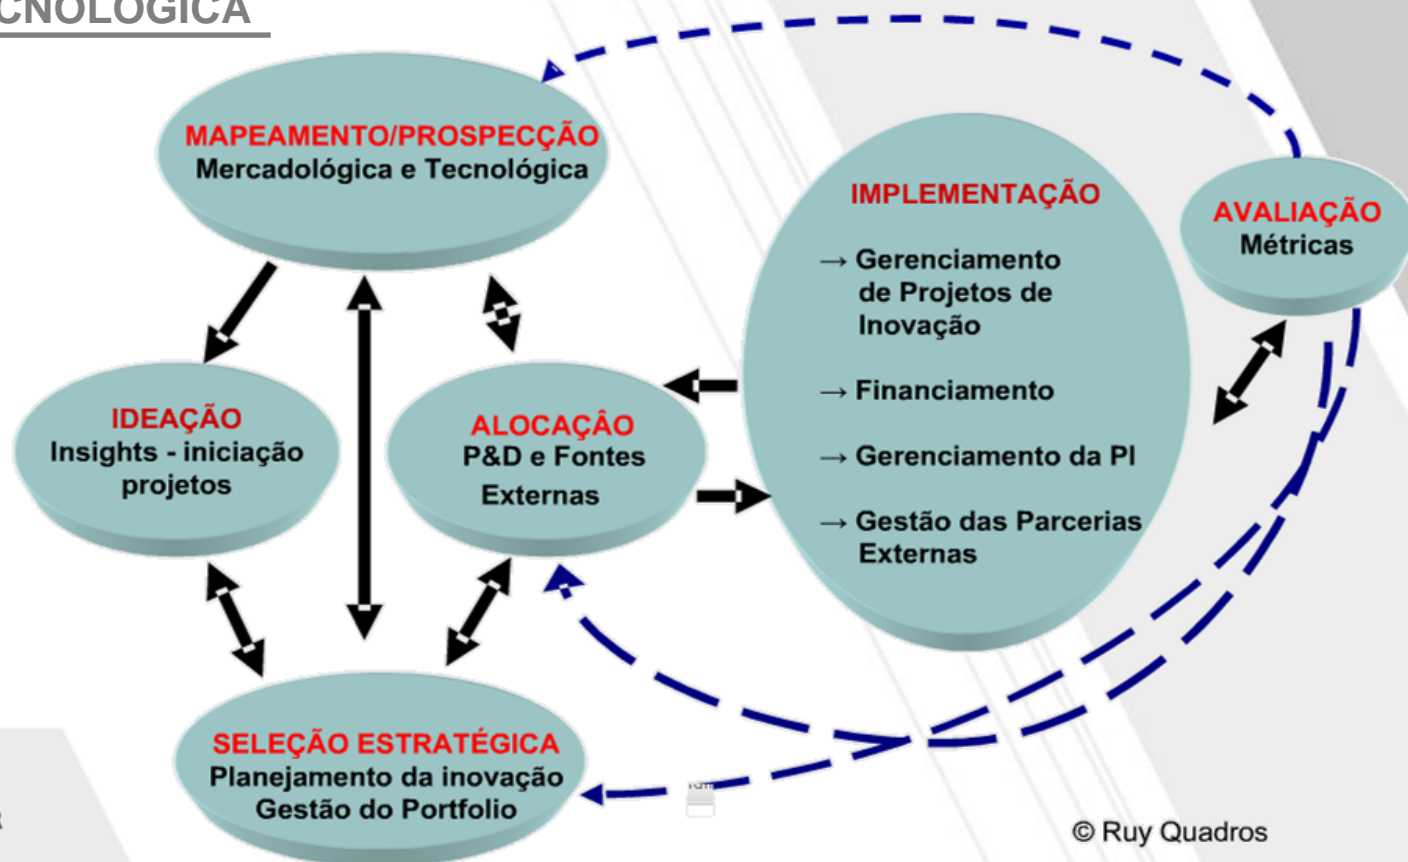 CNOLÓGICA
MAPEAMENTO/PROSPECÇÃO
Mercadológica e Tecnológica
IMPLEMENTAÇÃO
→ Gerenciamento
de Projetos de
Inovação
→ Financiamento
→ Gerenciamento da PI
→ Gestão das Parcerias
Externas
AVALIAÇÃO
Métricas
IDEAÇÃO
Insights - iniciação
projetos
ALOCAÇÂO
P&D e Fontes
Externas
SELEÇÃO ESTRATÉGICA
Planejamento da inovação
Gestão do Portfolio
© Ruy Quadros